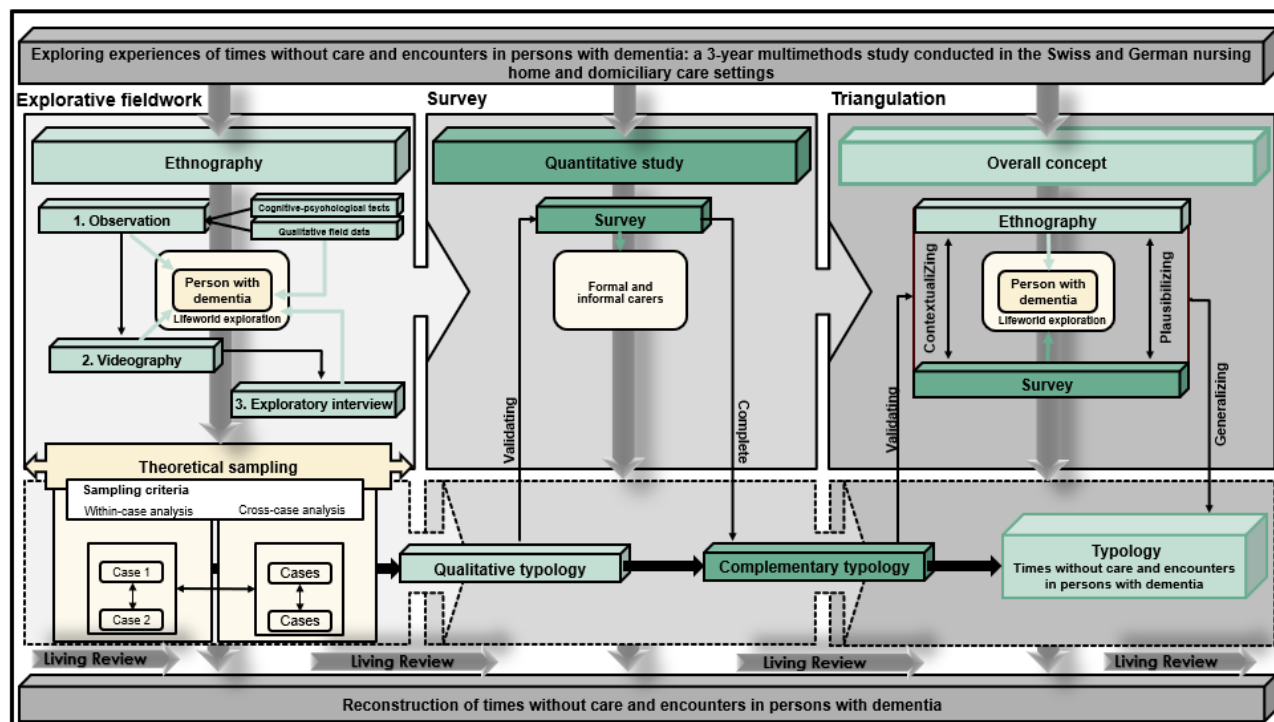 Exploring experiences of times without care and encounters in persons with dementia: a 3-year multimethods study conducted in the Swiss and German nursing
home and domiciliary care settings
Explorative fieldwork
Survey
Triangulation
Ethnography
Quantitative study
Overall concept
1. Observation
Cognitive-psychological tests
Qualitative field data
Person with
dementia
Lifeworld exploration
2. Videography
3. Exploratory interview
Survey
Formal and
informal carers
Validating
Complete
Ethnography
ContextualiZing
Person with
dementia
Lifeworld exploration
Plausibilizing
Survey
Validating
Generalizing
Theoretical sampling
Sampling criteria
Within-case analysis
Cross-case analysis
Case 1
Case 2
Cases
Cases
Qualitative typology
Complementary typology
Typology
Times without care and encounters
in persons with dementia
Living Review
Living Review
Living Review
Living Review
Reconstruction of times without care and encounters in persons with dementia